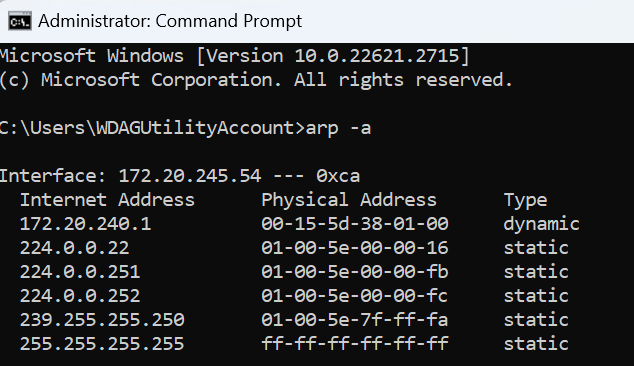 Administrator: Command Prompt
Microsoft Windows [Version 10.0.22621.2715]
(c) Microsoft Corporation. All rights reserved.
C:\Users\WDAGUtilityAccount>arp -a
Interface: 172.20.245.54 --- 0xca
Internet Address Physical Address Type
172.20.240.1 00-15-5d-38-01-00 dynamic
224.0.0.22 01-00-5e-00-00-16 static
224.0.0.251 01-00-5e-00-00-fb static
224.0.0.252 01-00-5e-00-00-fc static
239.255.255.250 01-00-5e-7f-ff-fa static
255.255.255.255 ff-ff-ff-ff-ff-ff static